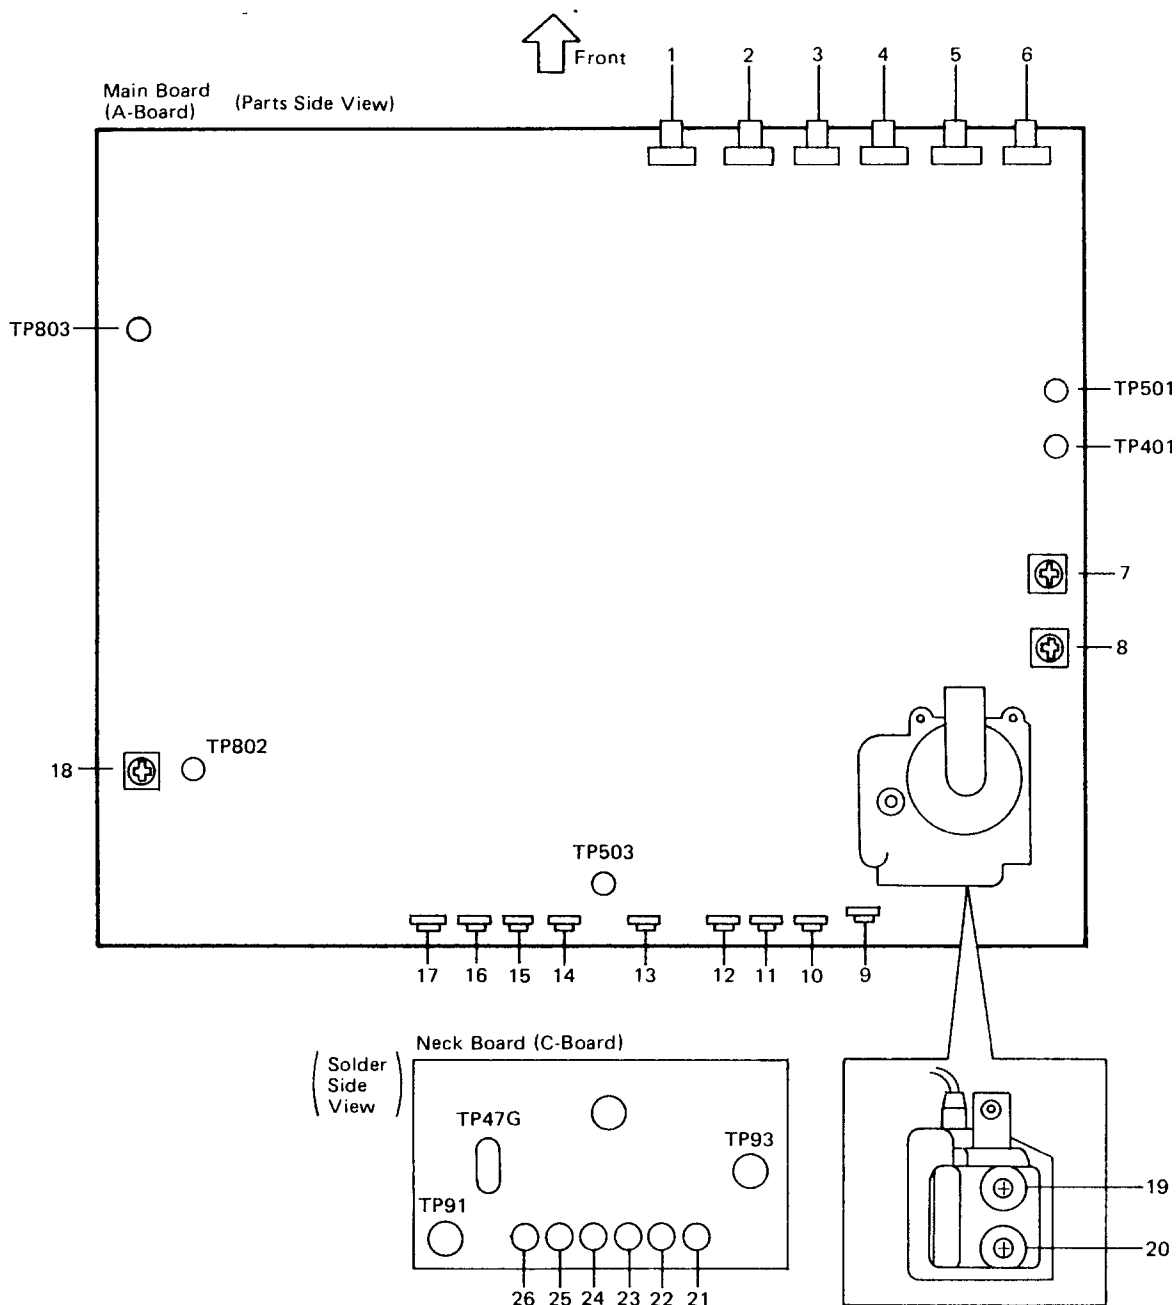 Front
1 2 3 4 5 6
Main Board
(A-Board)
(Parts Side View)
TP803
TP501
TP401
7
8
18
TP802
TP503
17 16 15 14 13 12 11 10 9
Neck Board (C-Board)
Solder
Side
View
TP47G
TP93
TP91
19
20
26 25 24 23 22 21